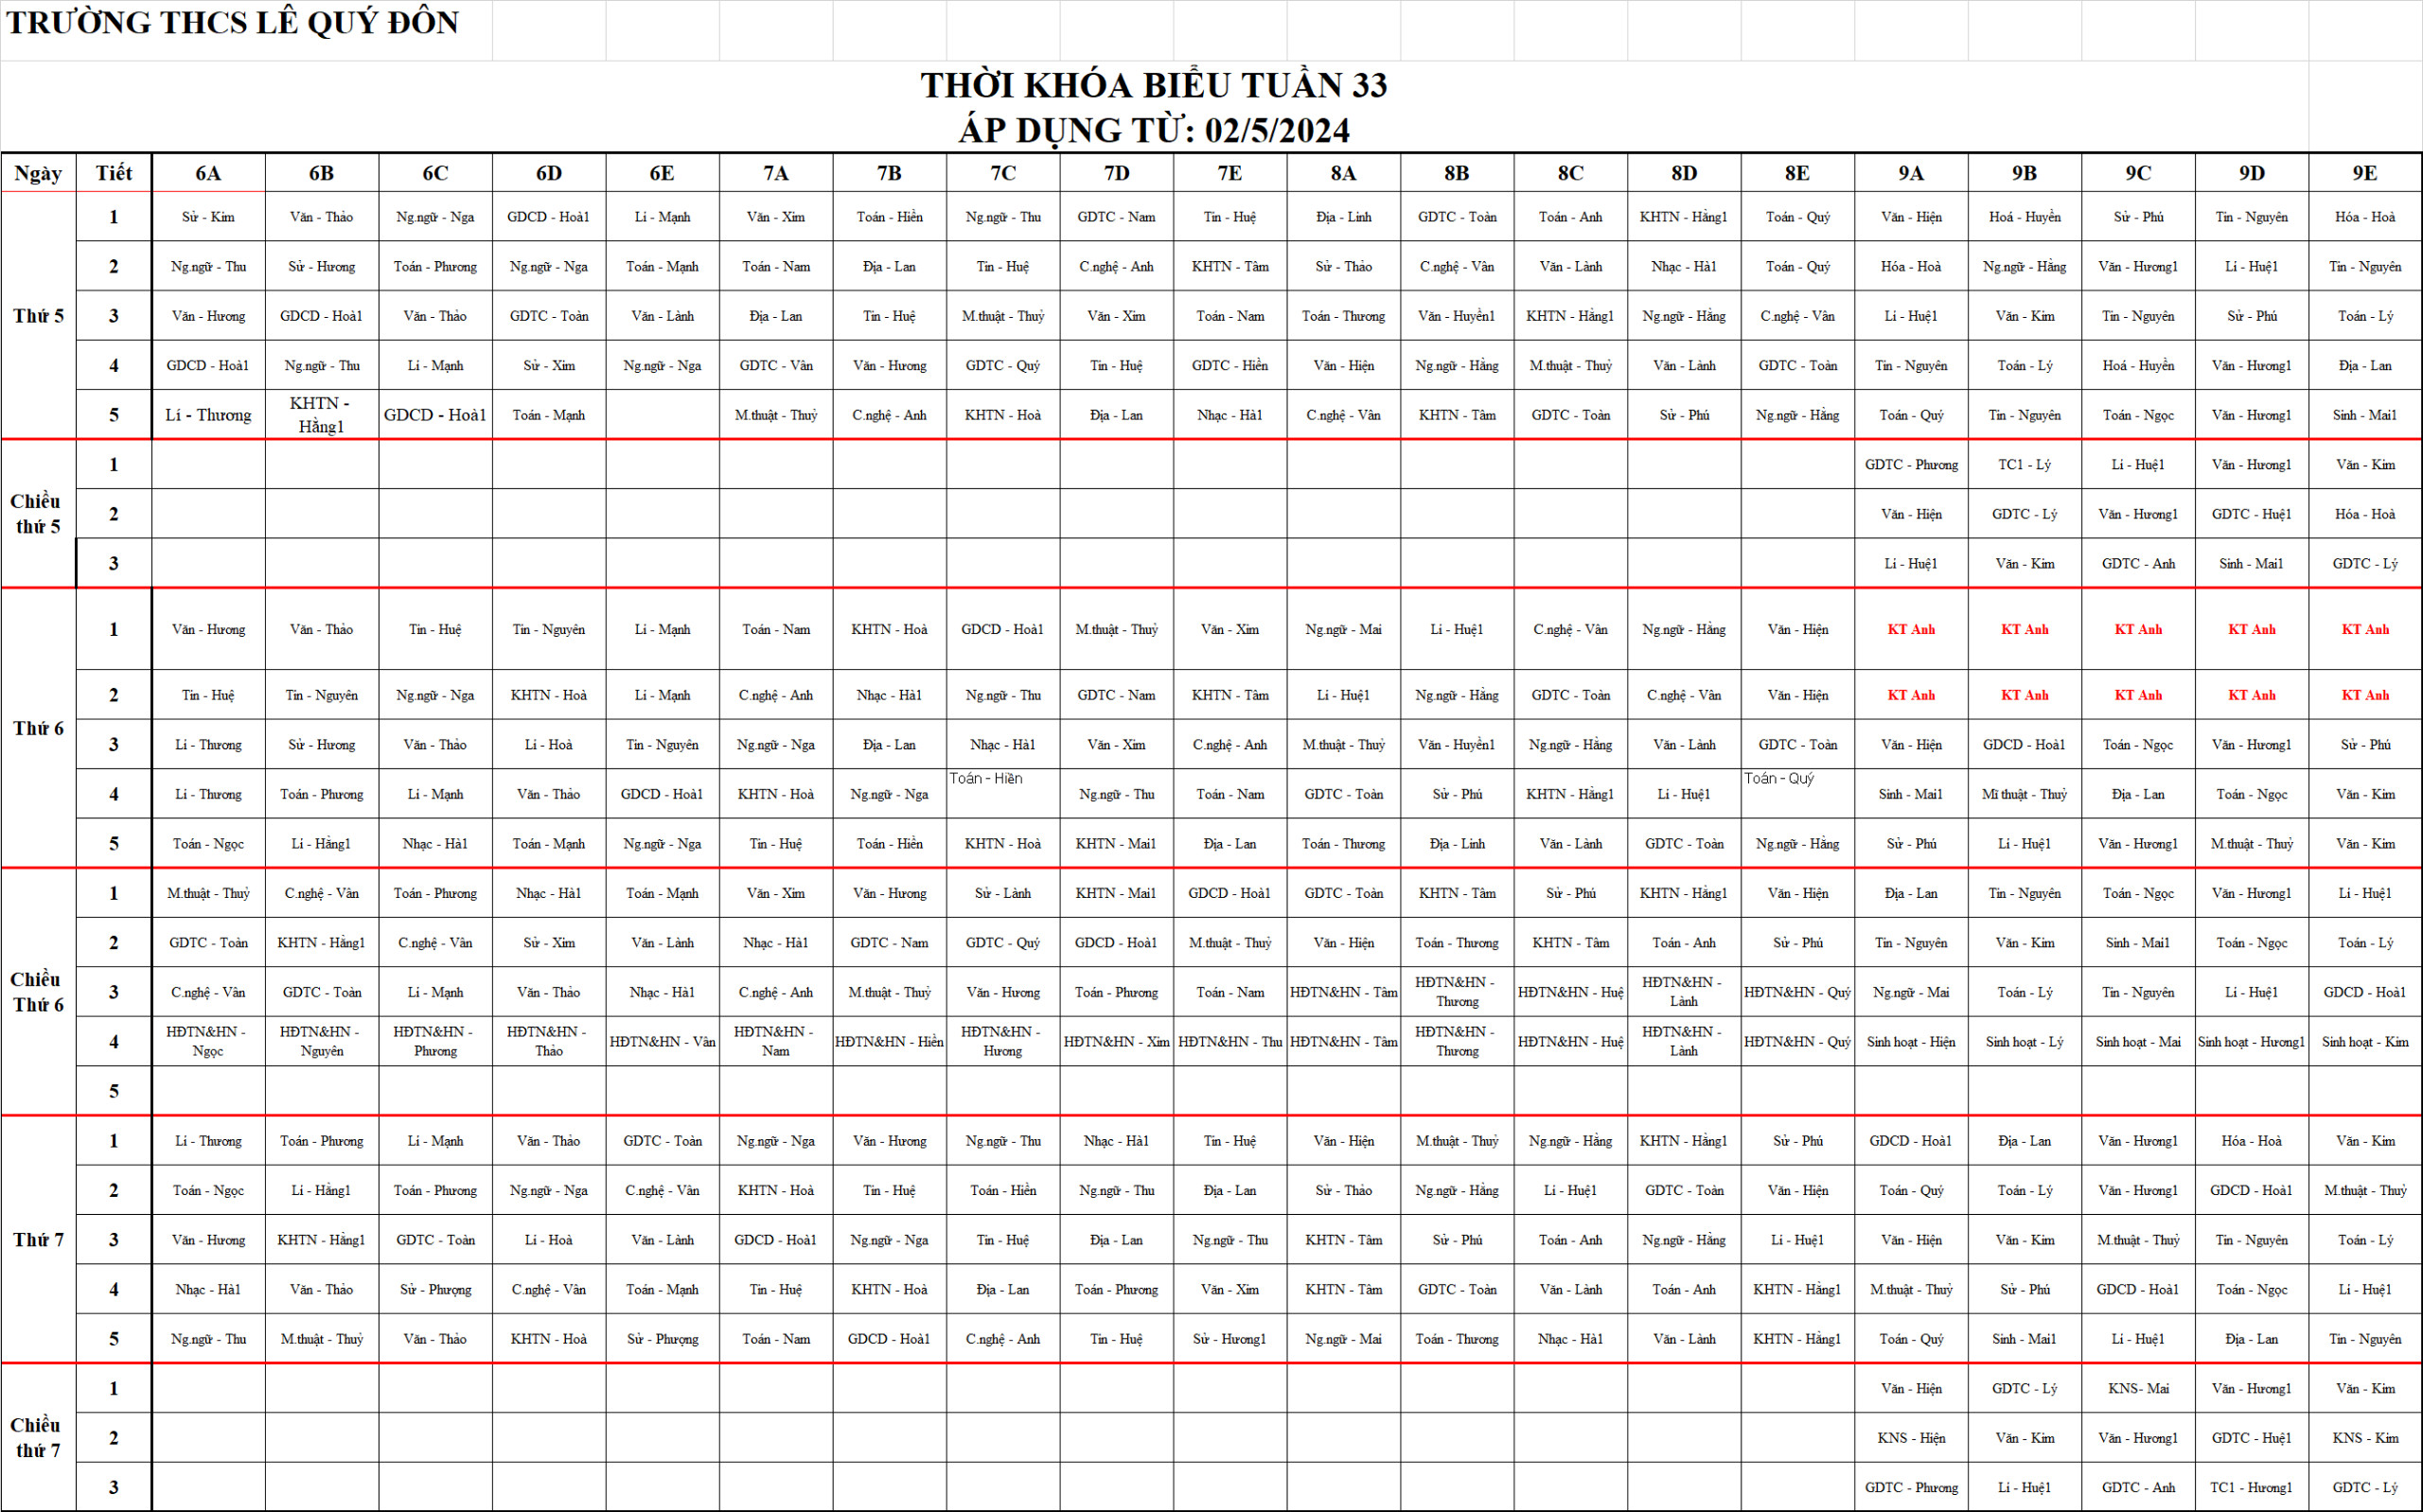 TRƯỜNG THCS LÊ QUÝ ĐÔN
THỜI KHÓA BIỂU TUẦN 33
ÁP DỤNG TỪ: 02/5/2024
Ngày Tiết 6A 6B 6C 6D 6E 7A 7B 7C 7D 7E 8A 8B 8C 8D 8E 9A 9B 9C 9D 9E
Thứ 5
1 Sử - Kim Văn - Thảo Ng.ngữ - Nga GDCD - Hoà1 Lí - Mạnh Văn - Xim Toán - Hiền Ng.ngữ - Thu GDTC - Nam Tin - Huệ Địa - Linh GDTC - Toàn Toán - Anh KHTN - Hằng1 Toán - Quý Văn - Hiện Hoá - Huyền Sử - Phú Tin - Nguyên Hóa - Hoà
2 Ng.ngữ - Thu Sử - Hương Toán - Phương Ng.ngữ - Nga Toán - Mạnh Toán - Nam Địa - Lan Tin - Huệ C.nghệ - Anh KHTN - Tâm Sử - Thảo C.nghệ - Vân Văn - Lành Nhạc - Hà1 Toán - Quý Hóa - Hoà Ng.ngữ - Hằng Văn - Hương1 Lí - Huệ1 Tin - Nguyên
3 Văn - Hương GDCD - Hoà1 Văn - Thảo GDTC - Toàn Văn - Lành Địa - Lan Tin - Huệ M.thuật - Thuỷ Văn - Xim Toán - Nam Toán - Thương Văn - Huyền1 KHTN - Hằng1 Ng.ngữ - Hằng C.nghệ - Vân Lí - Huệ1 Văn - Kim Tin - Nguyên Sử - Phú Toán - Lý
4 GDCD - Hoà1 Ng.ngữ - Thu Lí - Mạnh Sử - Xim Ng.ngữ - Nga GDTC - Vân Văn - Hương GDTC - Quý Tin - Huệ GDTC - Hiền Văn - Hiện Ng.ngữ - Hằng M.thuật - Thuỷ Văn - Lành GDTC - Toàn Tin - Nguyên Toán - Lý Hoá - Huyền Văn - Hương1 Địa - Lan
5 Lí - Thương KHTN - Hằng1 GDCD - Hoà1 Toán - Mạnh M.thuật - Thuỷ C.nghệ - Anh KHTN - Hoà Địa - Lan Nhạc - Hà1 C.nghệ - Vân KHTN - Tâm GDTC - Toàn Sử - Phú Ng.ngữ - Hằng Toán - Quý Tin - Nguyên Toán - Ngọc Văn - Hương1 Sinh - Mai1
Chiều thứ 5
1 GDTC - Phương TC1 - Lý Lí - Huệ1 Văn - Hương1 Văn - Kim
2 Văn - Hiện GDTC - Lý Văn - Hương1 GDTC - Huệ1 Hóa - Hoà
3 Lí - Huệ1 Văn - Kim GDTC - Anh Sinh - Mai1 GDTC - Lý
Thứ 6
1 Văn - Hương Văn - Thảo Tin - Huệ Tin - Nguyên Lí - Mạnh Toán - Nam KHTN - Hoà GDCD - Hoà1 M.thuật - Thuỷ Văn - Xim Ng.ngữ - Mai Lí - Huệ1 C.nghệ - Vân Ng.ngữ - Hằng Văn - Hiện KT Anh KT Anh KT Anh KT Anh KT Anh
2 Tin - Huệ Tin - Nguyên Ng.ngữ - Nga KHTN - Hoà Lí - Mạnh C.nghệ - Anh Nhạc - Hà1 Ng.ngữ - Thu GDTC - Nam KHTN - Tâm Lí - Huệ1 Ng.ngữ - Hằng GDTC - Toàn C.nghệ - Vân Văn - Hiện KT Anh KT Anh KT Anh KT Anh KT Anh
3 Lí - Thương Sử - Hương Văn - Thảo Lí - Hoà Tin - Nguyên Ng.ngữ - Nga Địa - Lan Nhạc - Hà1 Văn - Xim C.nghệ - Anh M.thuật - Thuỷ Văn - Huyền1 Ng.ngữ - Hằng Văn - Lành GDTC - Toàn Văn - Hiện GDCD - Hoà1 Toán - Ngọc Văn - Hương1 Sử - Phú
4 Lí - Thương Toán - Phương Lí - Mạnh Văn - Thảo GDCD - Hoà1 KHTN - Hoà Ng.ngữ - Nga Toán - Hiền Ng.ngữ - Thu Toán - Nam GDTC - Toàn Sử - Phú KHTN - Hằng1 Lí - Huệ1 Toán - Quý Sinh - Mai1 Mĩ thuật - Thuỷ Địa - Lan Toán - Ngọc Văn - Kim
5 Toán - Ngọc Lí - Hằng1 Nhạc - Hà1 Toán - Mạnh Ng.ngữ - Nga Tin - Huệ Toán - Hiền KHTN - Hoà KHTN - Mai1 Địa - Lan Toán - Thương Địa - Linh Văn - Lành GDTC - Toàn Ng.ngữ - Hằng Sử - Phú Lí - Huệ1 Văn - Hương1 M.thuật - Thuỷ Văn - Kim
Chiều Thứ 6
1 M.thuật - Thuỷ C.nghệ - Vân Toán - Phương Nhạc - Hà1 Toán - Mạnh Văn - Xim Văn - Hương Sử - Lành KHTN - Mai1 GDCD - Hoà1 GDTC - Toàn KHTN - Tâm Sử - Phú KHTN - Hằng1 Văn - Hiện Địa - Lan Tin - Nguyên Toán - Ngọc Văn - Hương1 Lí - Huệ1
2 GDTC - Toàn KHTN - Hằng1 C.nghệ - Vân Sử - Xim Văn - Lành Nhạc - Hà1 GDTC - Nam GDTC - Quý GDCD - Hoà1 M.thuật - Thuỷ Văn - Hiện Toán - Thương KHTN - Tâm Toán - Anh Sử - Phú Tin - Nguyên Văn - Kim Sinh - Mai1 Toán - Ngọc Toán - Lý
3 C.nghệ - Vân GDTC - Toàn Lí - Mạnh Văn - Thảo Nhạc - Hà1 C.nghệ - Anh M.thuật - Thuỷ Văn - Hương Toán - Phương Toán - Nam HĐTN&HN - Tâm HĐTN&HN - Thương HĐTN&HN - Huệ HĐTN&HN - Lành HĐTN&HN - Quý Ng.ngữ - Mai Toán - Lý Tin - Nguyên Lí - Huệ1 GDCD - Hoà1
4 HĐTN&HN - Ngọc HĐTN&HN - Nguyên HĐTN&HN - Phương HĐTN&HN - Thảo HĐTN&HN - Vân HĐTN&HN - Nam HĐTN&HN - Hiền HĐTN&HN - Hương HĐTN&HN - Xim HĐTN&HN - Thu HĐTN&HN - Tâm HĐTN&HN - Thương HĐTN&HN - Huệ HĐTN&HN - Lành HĐTN&HN - Quý Sinh hoạt - Hiện Sinh hoạt - Lý Sinh hoạt - Mai Sinh hoạt - Hương1 Sinh hoạt - Kim
5
Thứ 7
1 Lí - Thương Toán - Phương Lí - Mạnh Văn - Thảo GDTC - Toàn Ng.ngữ - Nga Văn - Hương Ng.ngữ - Thu Nhạc - Hà1 Tin - Huệ Văn - Hiện M.thuật - Thuỷ Ng.ngữ - Hằng KHTN - Hằng1 Sử - Phú GDCD - Hoà1 Địa - Lan Văn - Hương1 Hóa - Hoà Văn - Kim
2 Toán - Ngọc Lí - Hằng1 Toán - Phương Ng.ngữ - Nga C.nghệ - Vân KHTN - Hoà Tin - Huệ Toán - Hiền Ng.ngữ - Thu Địa - Lan Sử - Thảo Ng.ngữ - Hằng Lí - Huệ1 GDTC - Toàn Văn - Hiện Toán - Quý Toán - Lý Văn - Hương1 GDCD - Hoà1 M.thuật - Thuỷ
3 Văn - Hương KHTN - Hằng1 GDTC - Toàn Lí - Hoà Văn - Lành GDCD - Hoà1 Ng.ngữ - Nga Tin - Huệ Địa - Lan Ng.ngữ - Thu KHTN - Tâm Sử - Phú Toán - Anh Ng.ngữ - Hằng Lí - Huệ1 Văn - Hiện Văn - Kim M.thuật - Thuỷ Tin - Nguyên Toán - Lý
4 Nhạc - Hà1 Văn - Thảo Sử - Phượng C.nghệ - Vân Toán - Mạnh Tin - Huệ KHTN - Hoà Địa - Lan Toán - Phương Văn - Xim KHTN - Tâm GDTC - Toàn Văn - Lành Toán - Anh KHTN - Hằng1 M.thuật - Thuỷ Sử - Phú GDCD - Hoà1 Toán - Ngọc Lí - Huệ1
5 Ng.ngữ - Thu M.thuật - Thuỷ Văn - Thảo KHTN - Hoà Sử - Phượng Toán - Nam GDCD - Hoà1 C.nghệ - Anh Tin - Huệ Sử - Hương1 Ng.ngữ - Mai Toán - Thương Nhạc - Hà1 Văn - Lành KHTN - Hằng1 Toán - Quý Sinh - Mai1 Lí - Huệ1 Địa - Lan Tin - Nguyên
Chiều thứ 7
1 Văn - Hiện GDTC - Lý KNS- Mai Văn - Hương1 Văn - Kim
2 KNS - Hiện Văn - Kim Văn - Hương1 GDTC - Huệ1 KNS - Kim
3 GDTC - Phương Lí - Huệ1 GDTC - Anh TC1 - Hương1 GDTC - Lý